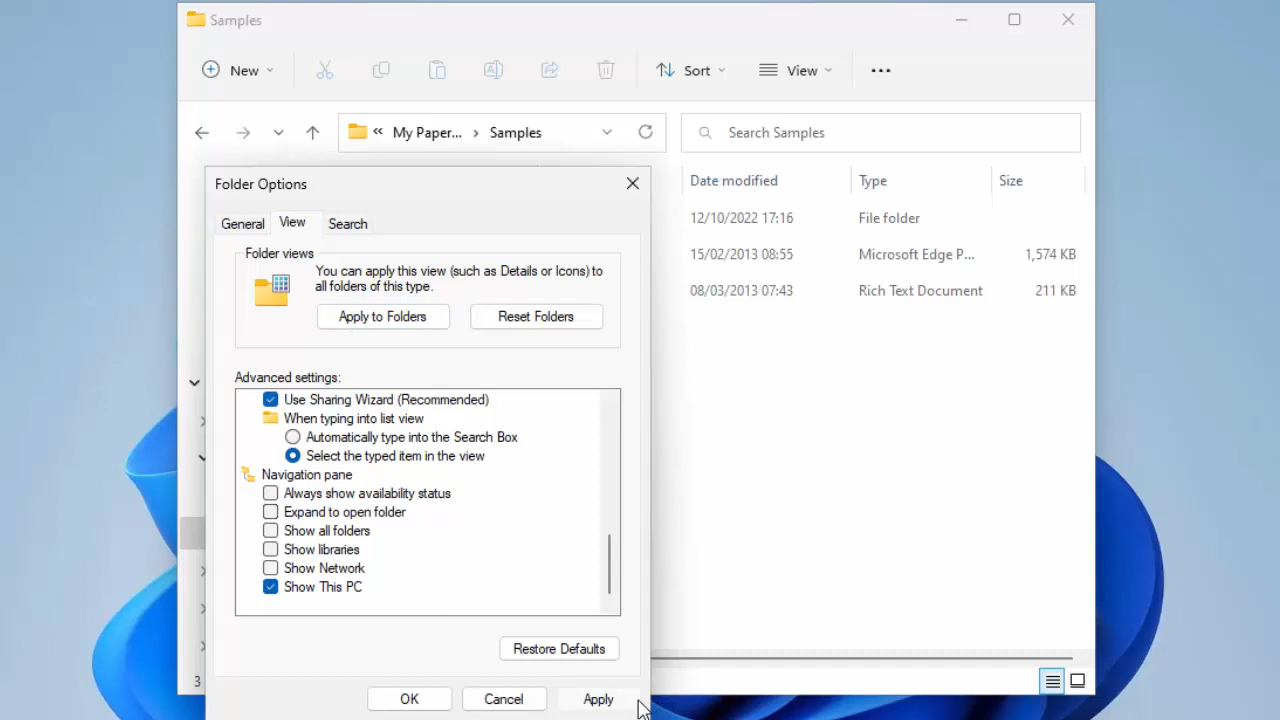 Samples
New
Sort
View
« My Paper... > Samples
Search Samples
Folder Options
Date modified Type Size
General View Search
12/10/2022 17:16 File folder
Folder views
15/02/2013 08:55 Microsoft Edge P... 1,574 KB
You can apply this view (such as Details or Icons) to
all folders of this type.
08/03/2013 07:43 Rich Text Document 211 KB
Apply to Folders Reset Folders
Advanced settings:
Use Sharing Wizard (Recommended)
When typing into list view
Automatically type into the Search Box
Select the typed item in the view
Navigation pane
Always show availability status
Expand to open folder
Show all folders
Show libraries
Show Network
Show This PC
Restore Defaults
3
OK Cancel Apply